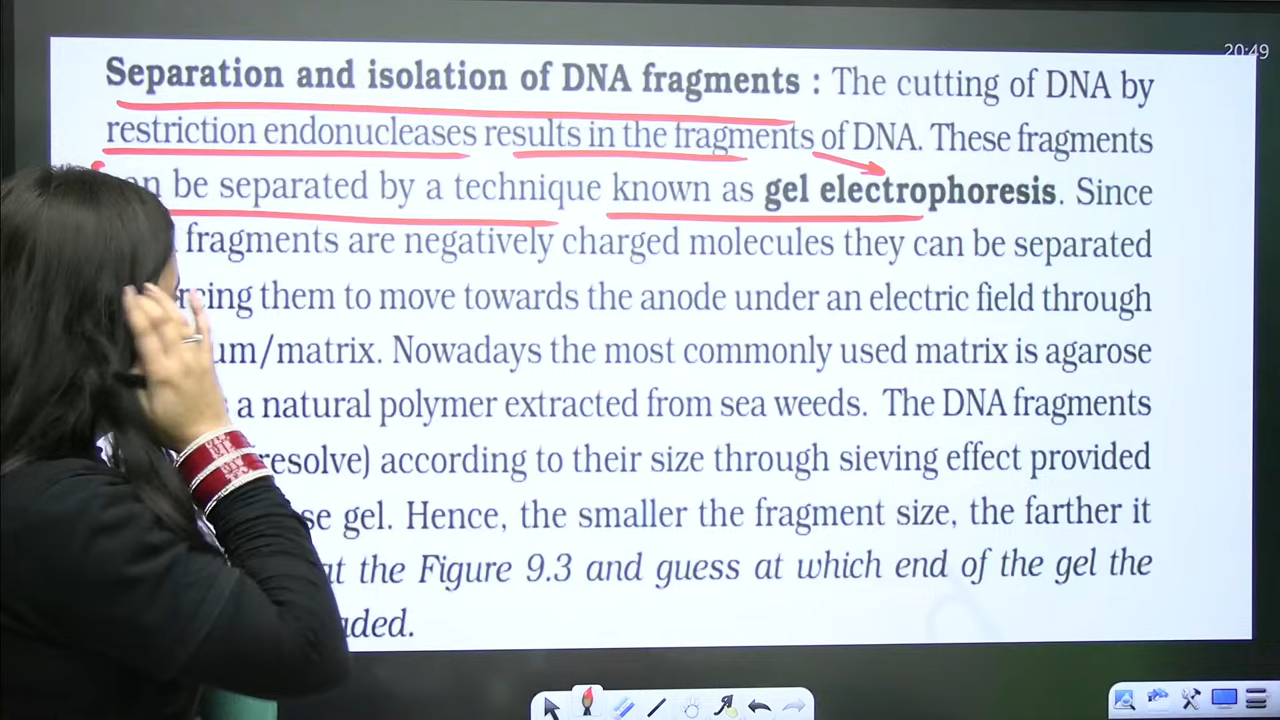 20:49
Separation and isolation of DNA fragments : The cutting of DNA by
restriction endonucleases results in the fragments of DNA. These fragments
be separated by a technique known as gel electrophoresis. Since
fragments are negatively charged molecules they can be separated
them to move towards the anode under an electric field through
/matrix. Nowadays the most commonly used matrix is agarose
a natural polymer extracted from sea weeds. The DNA fragments
resolve) according to their size through sieving effect provided
gel. Hence, the smaller the fragment size, the farther it
at the Figure 9.3 and guess at which end of the gel the